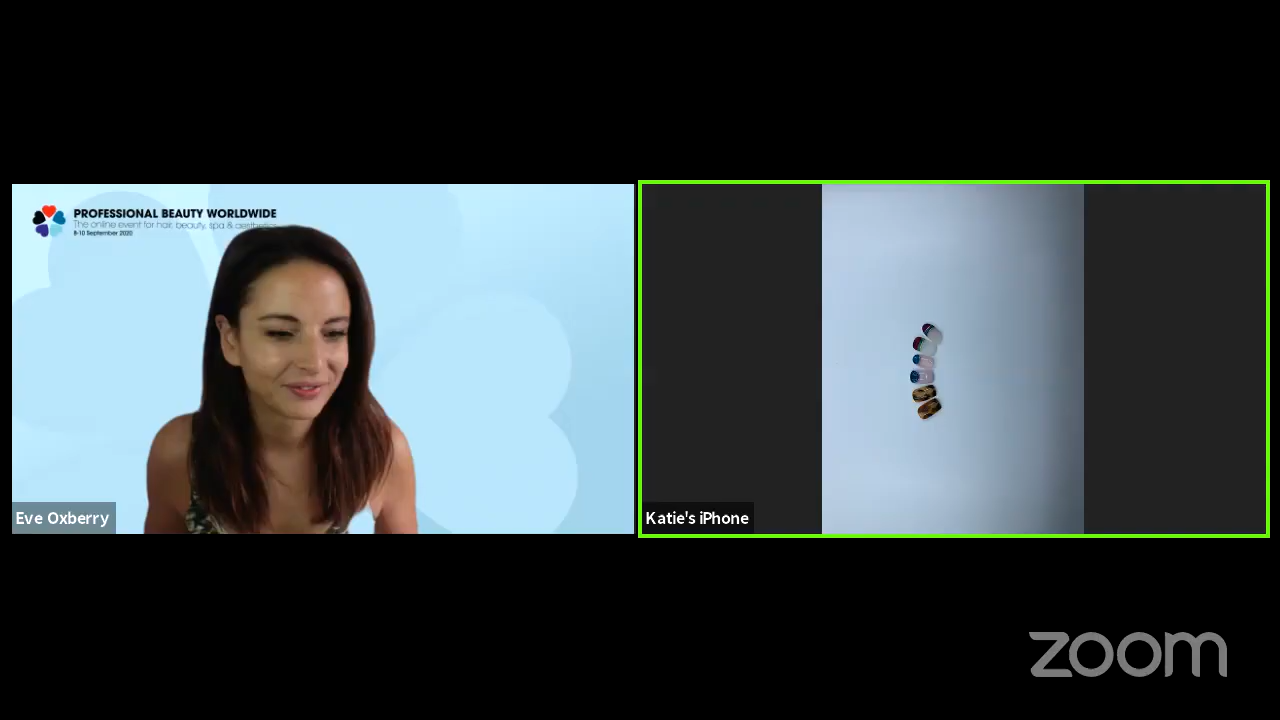 PROFESSIONAL BEAUTY WORLDWIDE
The online event for hair, beauty, spa & aesthetics
8-10 September 2020
Eve Oxberry
Katie's iPhone
zoom